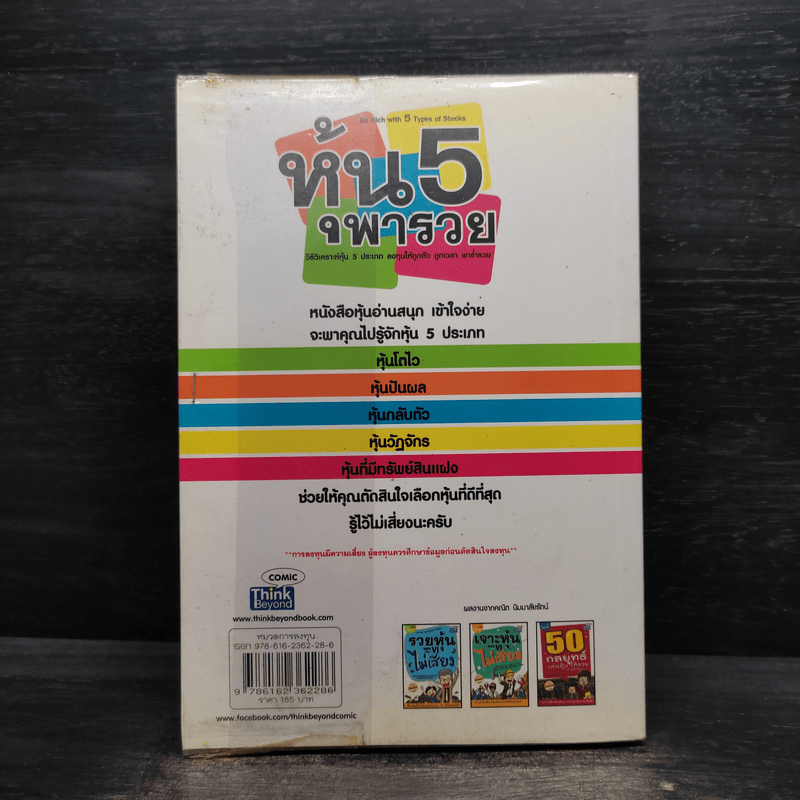 Rich with 5 Types of Stocks
หุ้น 5
พารวย
วิธีวิเคราะห์หุ้น 5 ประเภท ลงทุนให้ถูกตัว ถูกเวลา ยกร่ำรวย
หนังสือหุ้นอ่านสนุก เข้าใจง่าย
จะพาคุณไปรู้จักหุ้น 5 ประเภท
หุ้นโตไว
หุ้นปันผล
หุ้นกลับตัว
หุ้นวัฏจักร
หุ้นที่มีทรัพย์สินแฝง
ช่วยให้คุณตัดสินใจเลือกหุ้นที่ดีที่สุด
รู้ไว้ไม่เสี่ยงนะครับ
**การลงทุนมีความเสี่ยง ผู้ลงทุนควรศึกษาข้อมูลก่อนตัดสินใจลงทุน**
COMIC
Think
Beyond
www.thinkbeyondbook.com
หมวดการลงทุน
ISBN 978-616-2362-28-6
9 786162 362286
ราคา 185 บาท
www.facebook.com/thinkbeyondcomic
ผลงานจากคณิต นิมมาลัยรัตน์
รวยหุ้น
ไม่เสี่ยง
เจาะหุ้น
ไม่เสี่ยง
50
กลยุทธ์